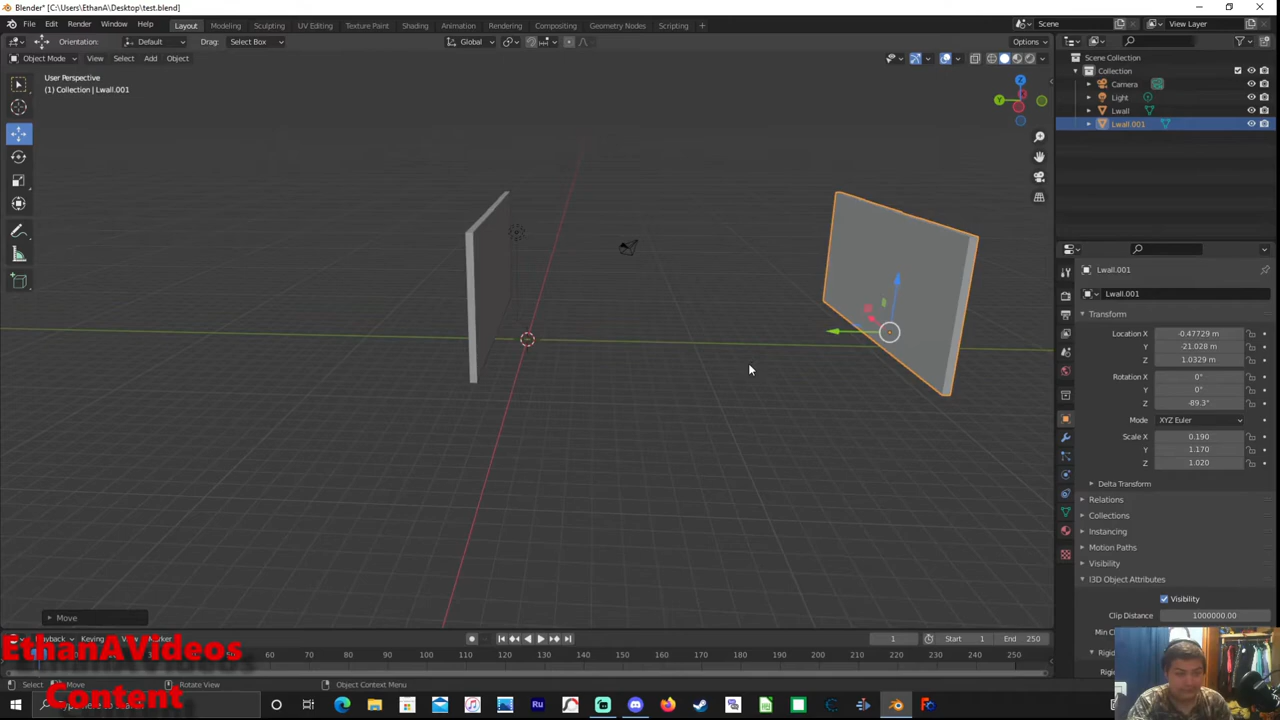 Blender* [C:\Users\EthanA\Desktop\test.blend]
File Edit Render Window Help
Layout Modeling Sculpting UV Editing Texture Paint Shading Animation Rendering Compositing Geometry Nodes Scripting +
Scene
View Layer
Orientation: Default Drag: Select Box
Global
Options
Object Mode View Select Add Object
User Perspective
(1) Collection | Lwall.001
Z
Y
Scene Collection
Collection
Camera
Light
Lwall
Lwall.001
Lwall.001
Lwall.001
Transform
Location X -0.47729 m
Y -21.028 m
Z 1.0329 m
Rotation X 0°
Y 0°
Z -89.3°
Mode XYZ Euler
Scale X 0.190
Y 1.170
Z 1.020
Delta Transform
Relations
Collections
Instancing
Motion Paths
Visibility
I3D Object Attributes
Visibility
Clip Distance 1000000.00
Move
Playback Keying Marker
1 Start 1 End 250
EthanAVideos
Content
110 120 130 140 150 160 170 180 190 200 210 220 230 240 250
Select
Rotate View
Object Context Menu